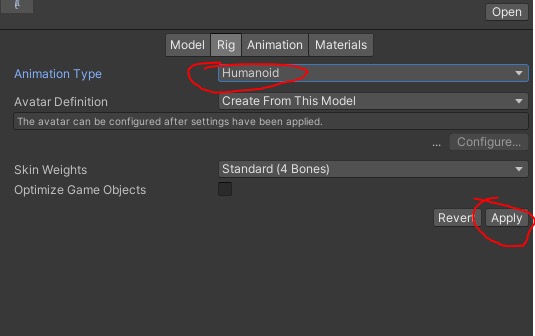 Open
Model Rig Animation Materials
Animation Type Humanoid
Avatar Definition Create From This Model
The avatar can be configured after settings have been applied.
... Configure...
Skin Weights Standard (4 Bones)
Optimize Game Objects
Revert Apply